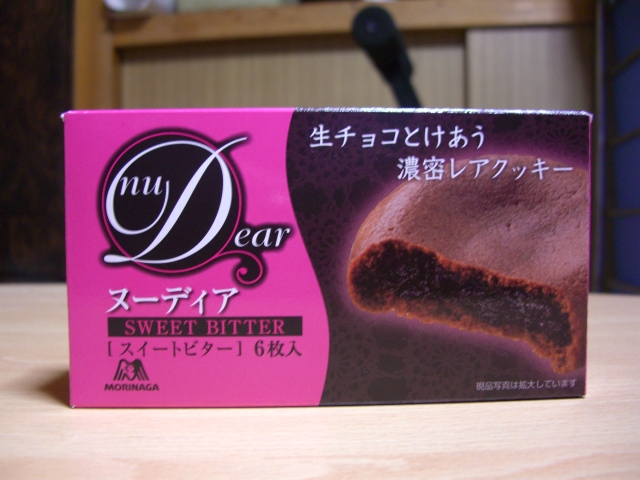 nu Dear
ヌーディア
SWEET BITTER
[スイートビター] 6枚入
MORINAGA
生チョコとけあう
濃密レアクッキー
現品写真は拡大しています